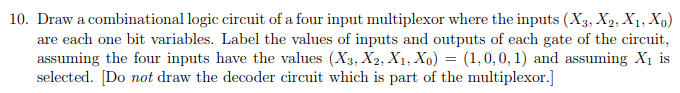 10. Draw a combinational logic circuit of a four input multiplexor where the inputs (X₃, X₂, X₁, X₀)
are each one bit variables. Label the values of inputs and outputs of each gate of the circuit,
assuming the four inputs have the values (X₃, X₂, X₁, X₀) = (1, 0, 0, 1) and assuming X₁ is
selected. [Do not draw the decoder circuit which is part of the multiplexor.]